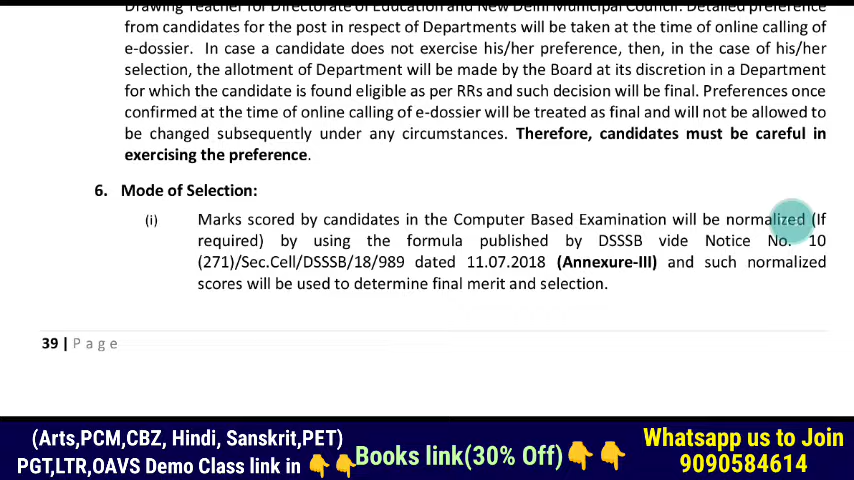 Drawing Teacher for Directorate of Education and New Delhi Municipal Council. Detailed preference
from candidates for the post in respect of Departments will be taken at the time of online calling of
e-dossier. In case a candidate does not exercise his/her preference, then, in the case of his/her
selection, the allotment of Department will be made by the Board at its discretion in a Department
for which the candidate is found eligible as per RRs and such decision will be final. Preferences once
confirmed at the time of online calling of e-dossier will be treated as final and will not be allowed to
be changed subsequently under any circumstances. Therefore, candidates must be careful in
exercising the preference.
6. Mode of Selection:
(i) Marks scored by candidates in the Computer Based Examination will be normalized (If
required) by using the formula published by DSSSB vide Notice No. 10
(271)/Sec.Cell/DSSSB/18/989 dated 11.07.2018 (Annexure-III) and such normalized
scores will be used to determine final merit and selection.
39 | Page
(Arts,PCM,CBZ, Hindi, Sanskrit,PET)
PGT,LTR,OAVS Demo Class link in 👇👇
Books link(30% Off)👇👇
Whatsapp us to Join
9090584614